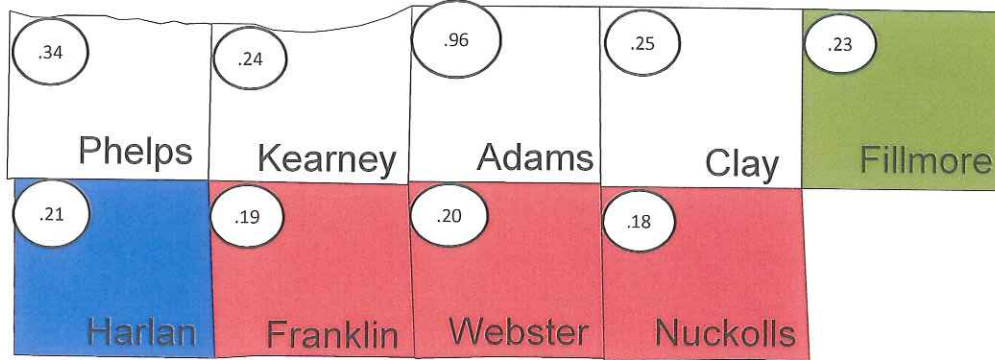 .34
.24
.96
.25
.23
Phelps
Kearney
Adams
Clay
Fillmore
.21
.19
.20
.18
Harlan
Franklin
Webster
Nuckolls